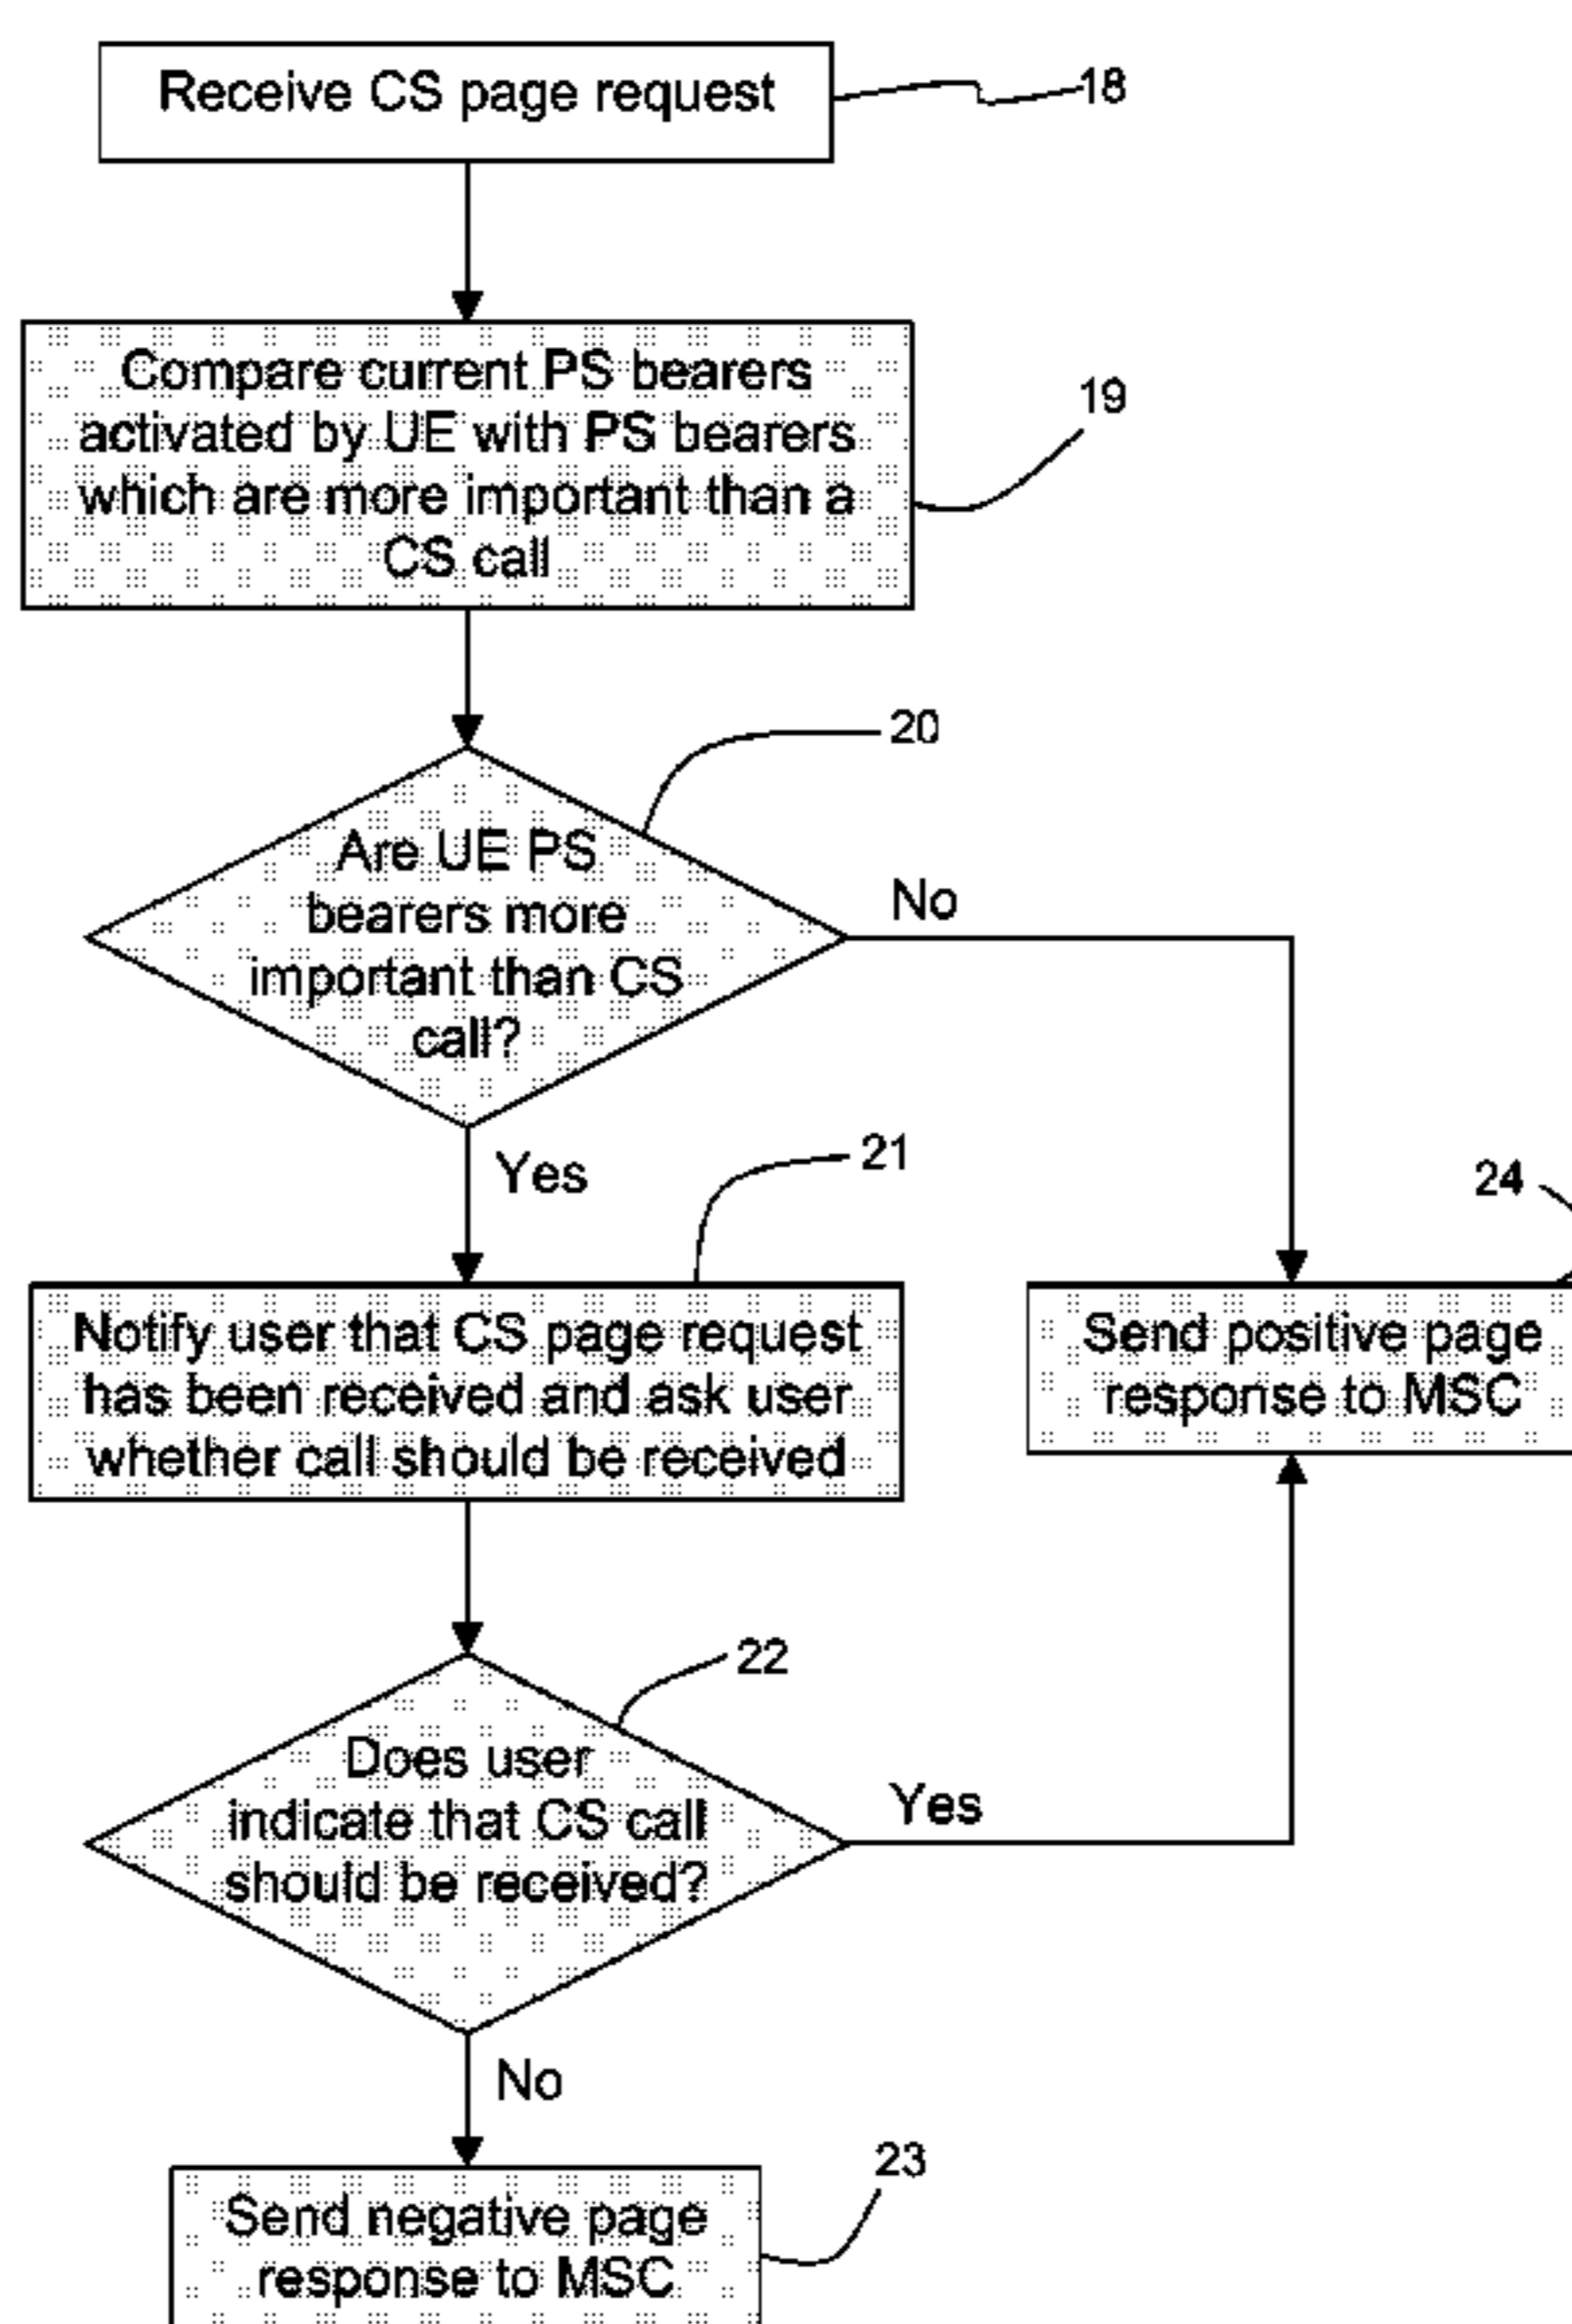 Receive CS page request
18
Compare current PS bearers
activated by UE with PS bearers
which are more important than a
CS call
19
20
Are UE PS
bearers more
important than CS
call?
No
Yes
21
24
Notify user that CS page request
has been received and ask user
whether call should be received
Send positive page
response to MSC
22
Does user
indicate that CS call
should be received?
Yes
No
23
Send negative page
response to MSC